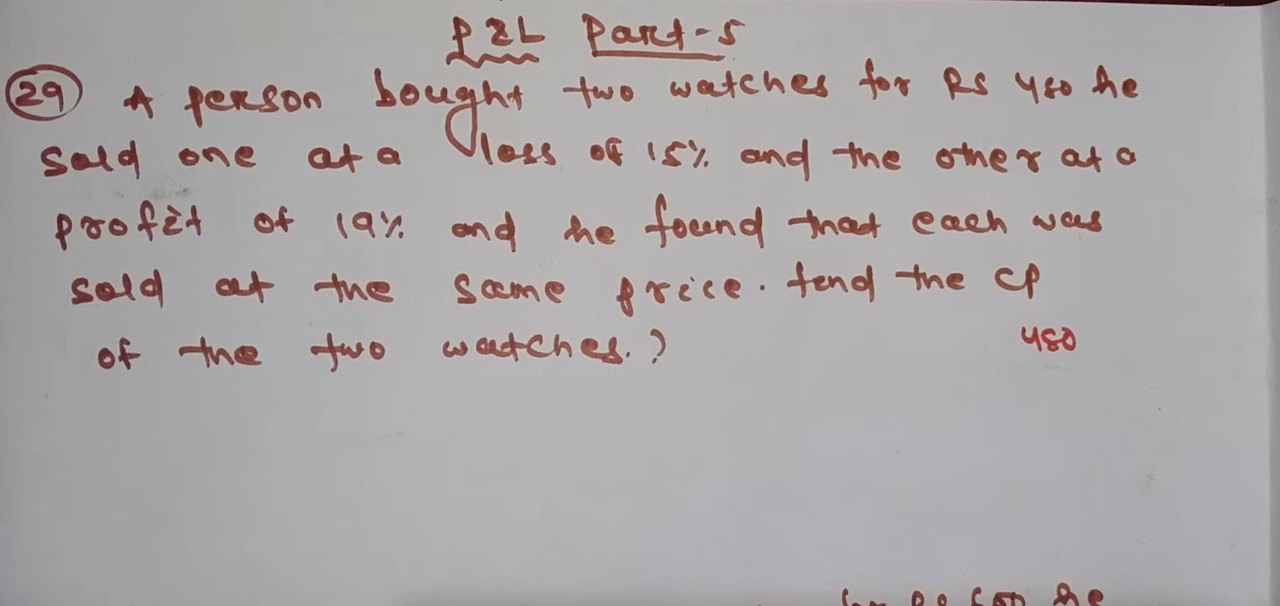 P&L Part-5
29 A person bought two watches for Rs 480 he
sold one at a loss of 15% and the other at a
profit of 19% and he found that each was
sold at the same price. fend the CP
of the two watches.?
480
he